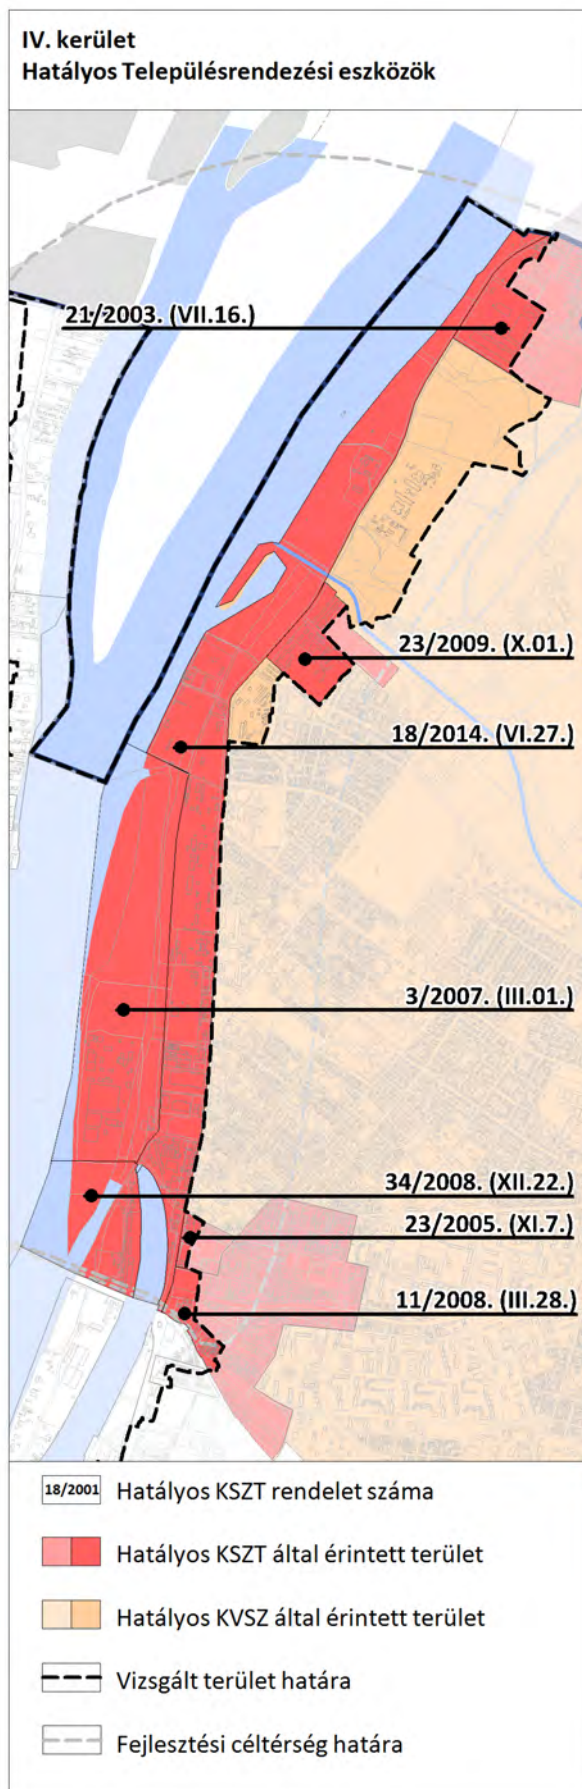 IV. kerület
Hatályos Településrendezési eszközök
21/2003. (VII.16.)
23/2009. (X.01.)
18/2014. (VI.27.)
3/2007. (III.01.)
34/2008. (XII.22.)
23/2005. (XI.7.)
11/2008. (III.28.)
18/2001 Hatályos KSZT rendelet száma
Hatályos KSZT által érintett terület
Hatályos KVSZ által érintett terület
Vizsgált terület határa
Fejlesztési céltérség határa